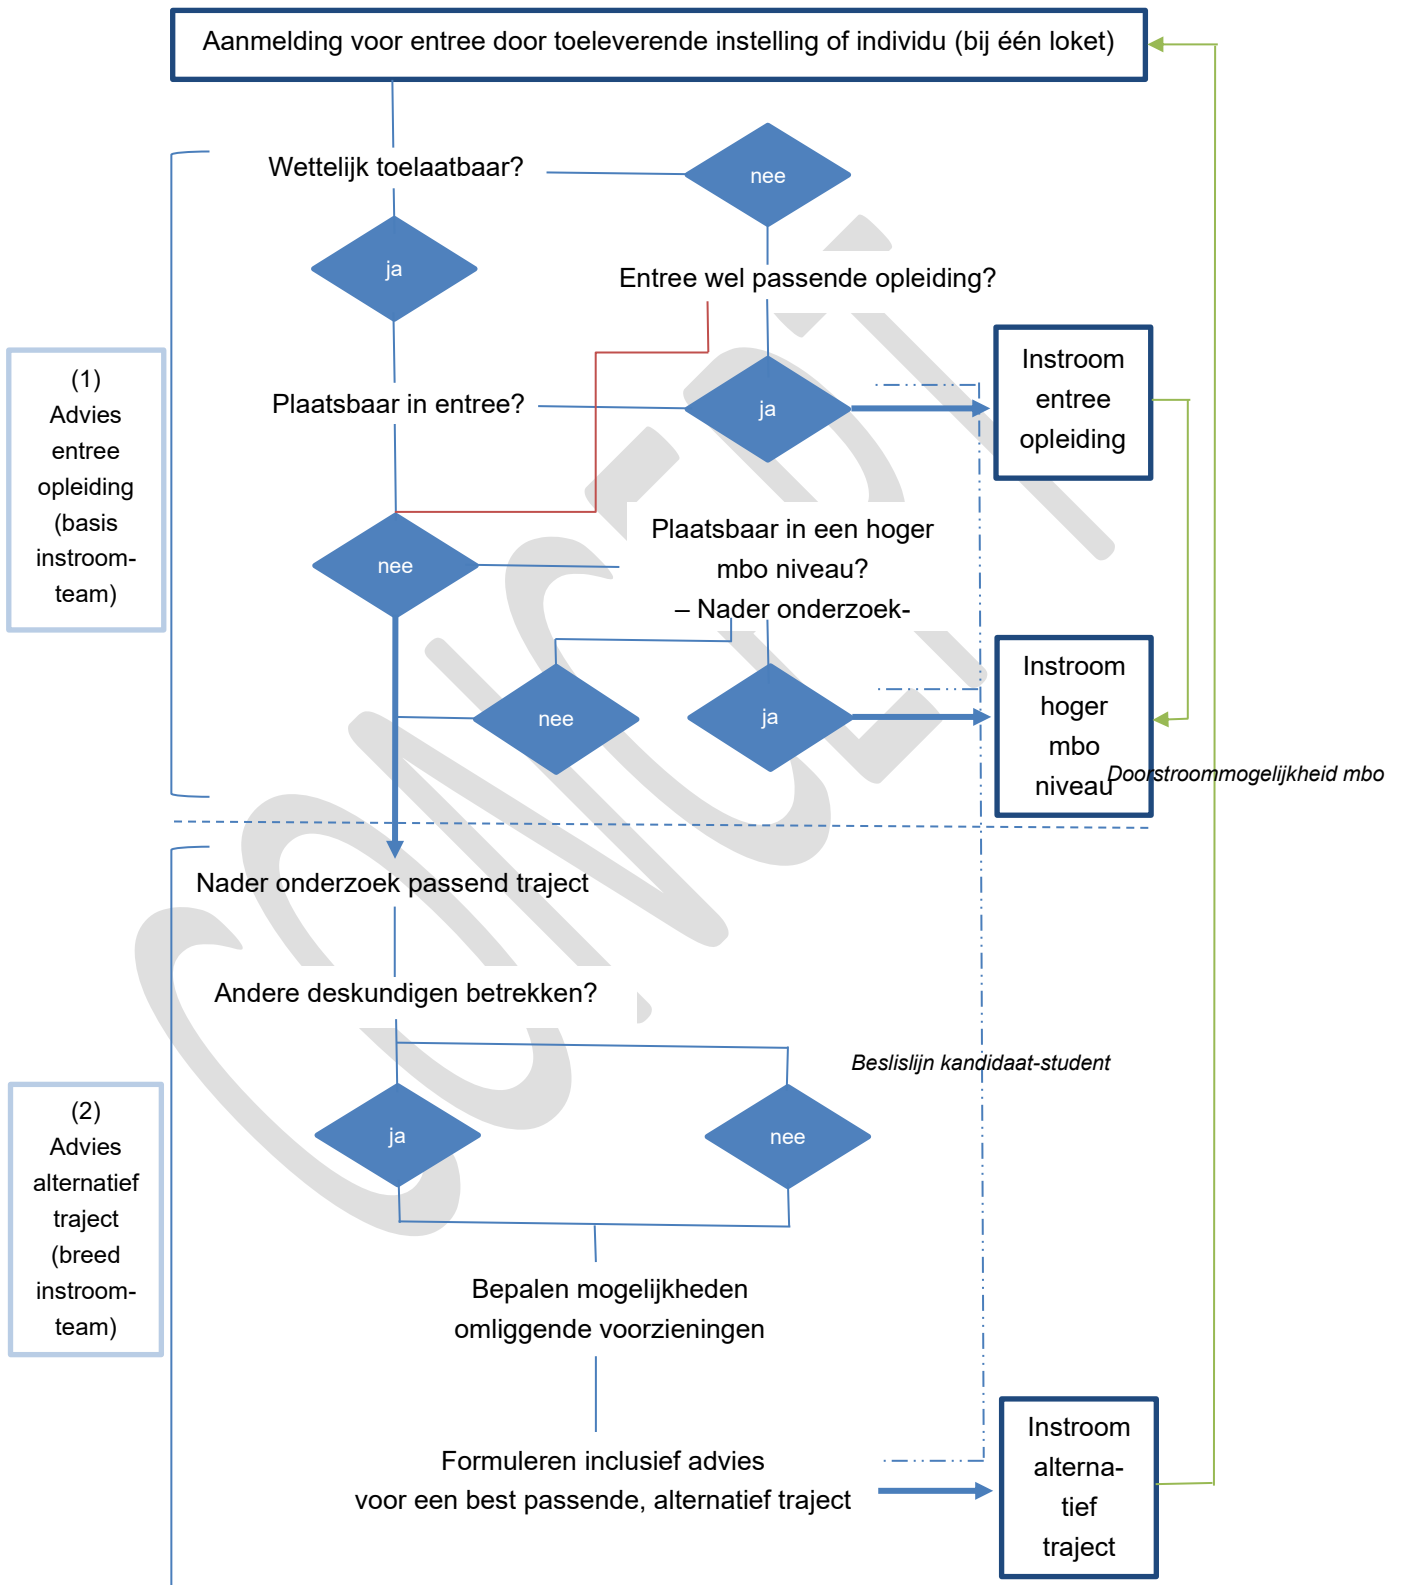 Aanmelding voor entree door toeleverende instelling of individu (bij één loket)
Wettelijk toelaatbaar?
nee
ja
Entree wel passende opleiding?
(1)
Advies
entree
opleiding
(basis
instroom-
team)
Plaatsbaar in entree?
ja
Instroom
entree
opleiding
nee
Plaatsbaar in een hoger
mbo niveau?
– Nader onderzoek-
nee
ja
Instroom
hoger
mbo
niveau
Doorstroommogelijkheid mbo
Nader onderzoek passend traject
Andere deskundigen betrekken?
Beslislijn kandidaat-student
(2)
Advies
alternatief
traject
(breed
instroom-
team)
ja
nee
Bepalen mogelijkheden
omliggende voorzieningen
Formuleren inclusief advies
voor een best passende, alternatief traject
Instroom
alterna-
tief
traject
CONCEPT